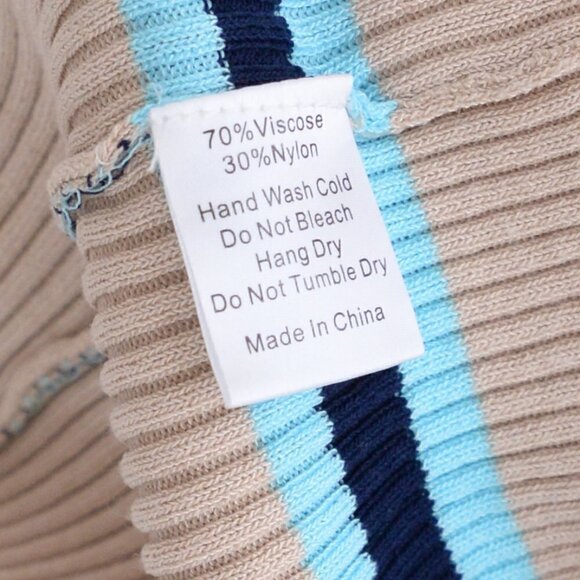 70%Viscose
30%Nylon
Hand Wash Cold
Do Not Bleach
Hang Dry
Do Not Tumble Dry
Made In China